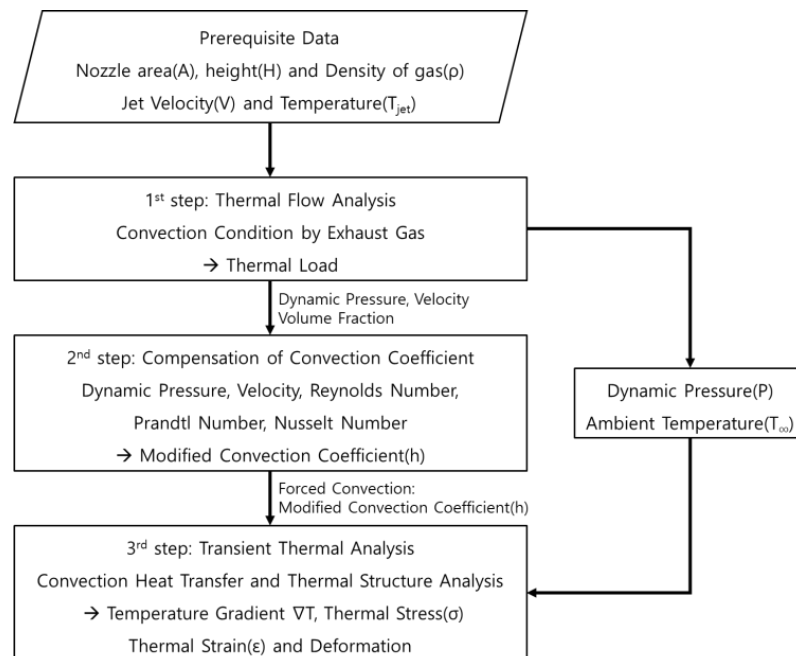 Prerequisite Data
Nozzle area(A), height(H) and Density of gas(ρ)
Jet Velocity(V) and Temperature(Tjet)
1st step: Thermal Flow Analysis
Convection Condition by Exhaust Gas
→ Thermal Load
Dynamic Pressure, Velocity
Volume Fraction
2nd step: Compensation of Convection Coefficient
Dynamic Pressure, Velocity, Reynolds Number,
Prandtl Number, Nusselt Number
→ Modified Convection Coefficient(h)
Dynamic Pressure(P)
Ambient Temperature(T∞)
Forced Convection:
Modified Convection Coefficient(h)
3rd step: Transient Thermal Analysis
Convection Heat Transfer and Thermal Structure Analysis
→ Temperature Gradient ∇T, Thermal Stress(σ)
Thermal Strain(ε) and Deformation